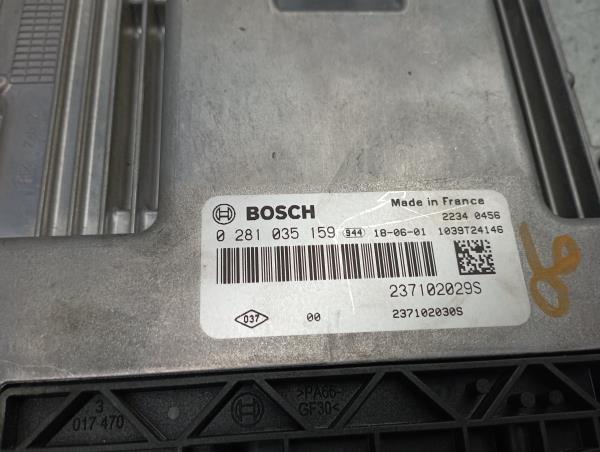 Made in France
BOSCH
2234 0456
0 281 035 159 944 18-06-01 1039T24146
237102029S
037 00 237102030S
3
017 470
>PA66-
GF30<